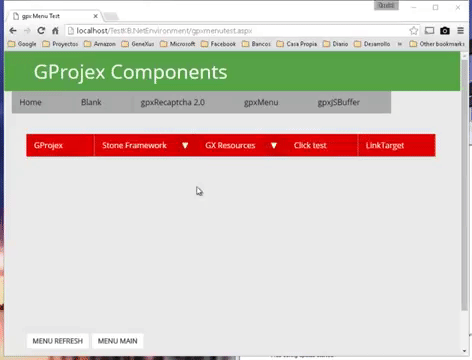 gpx Menu Test
localhost/TestKB.NetEnvironment/gpxmenutest.aspx
Google Proyectos Amazon GeneXus Microsoft Facebook Bancos Cara Propia Diario Desarrollo » Other bookmarks
GProjex Components
Home Blank gpxRecaptcha 2.0 gpxMenu gpxJSBuffer
GProjex Stone Framework ▼ GX Resources ▼ Click test LinkTarget
MENU REFRESH MENU MAIN